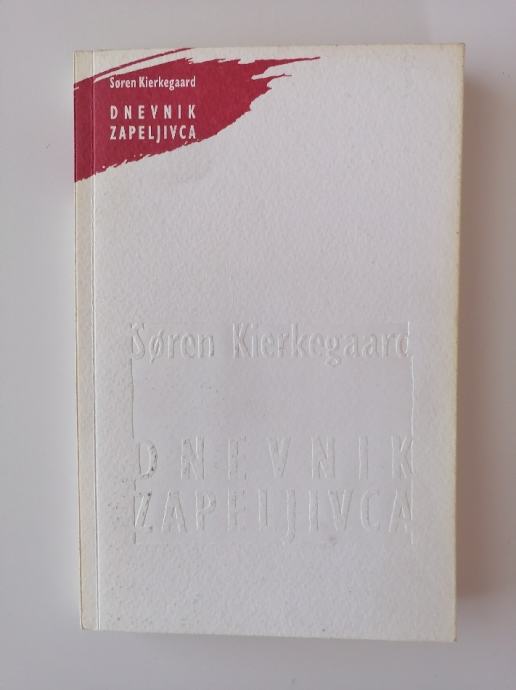 Søren Kierkegaard
DNEVNIK
ZAPELJIVCA
Søren Kierkegaard
DNEVNIK
ZAPELJIVCA